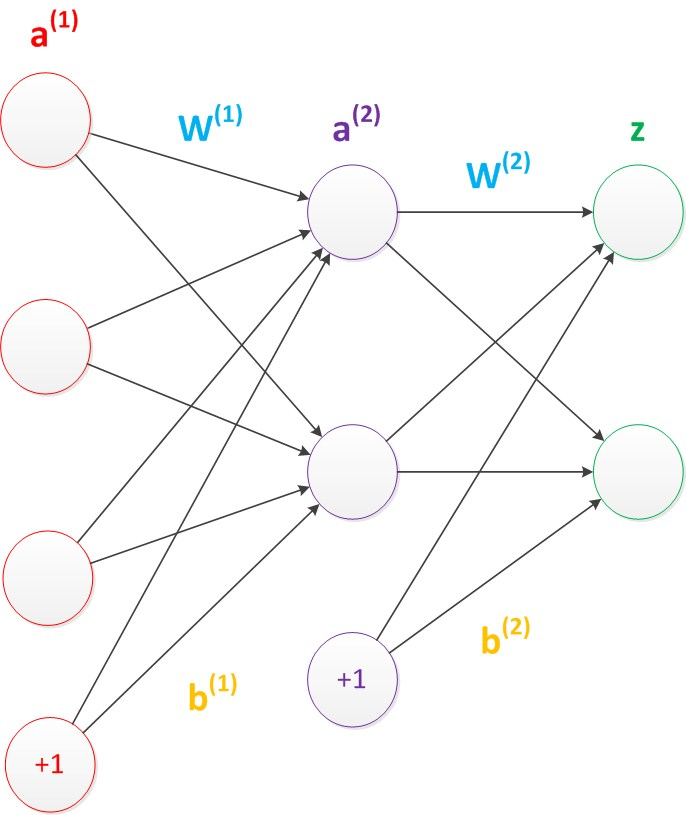 a(1)
W(1)
a(2)
z
W(2)
b(2)
+1
b(1)
+1